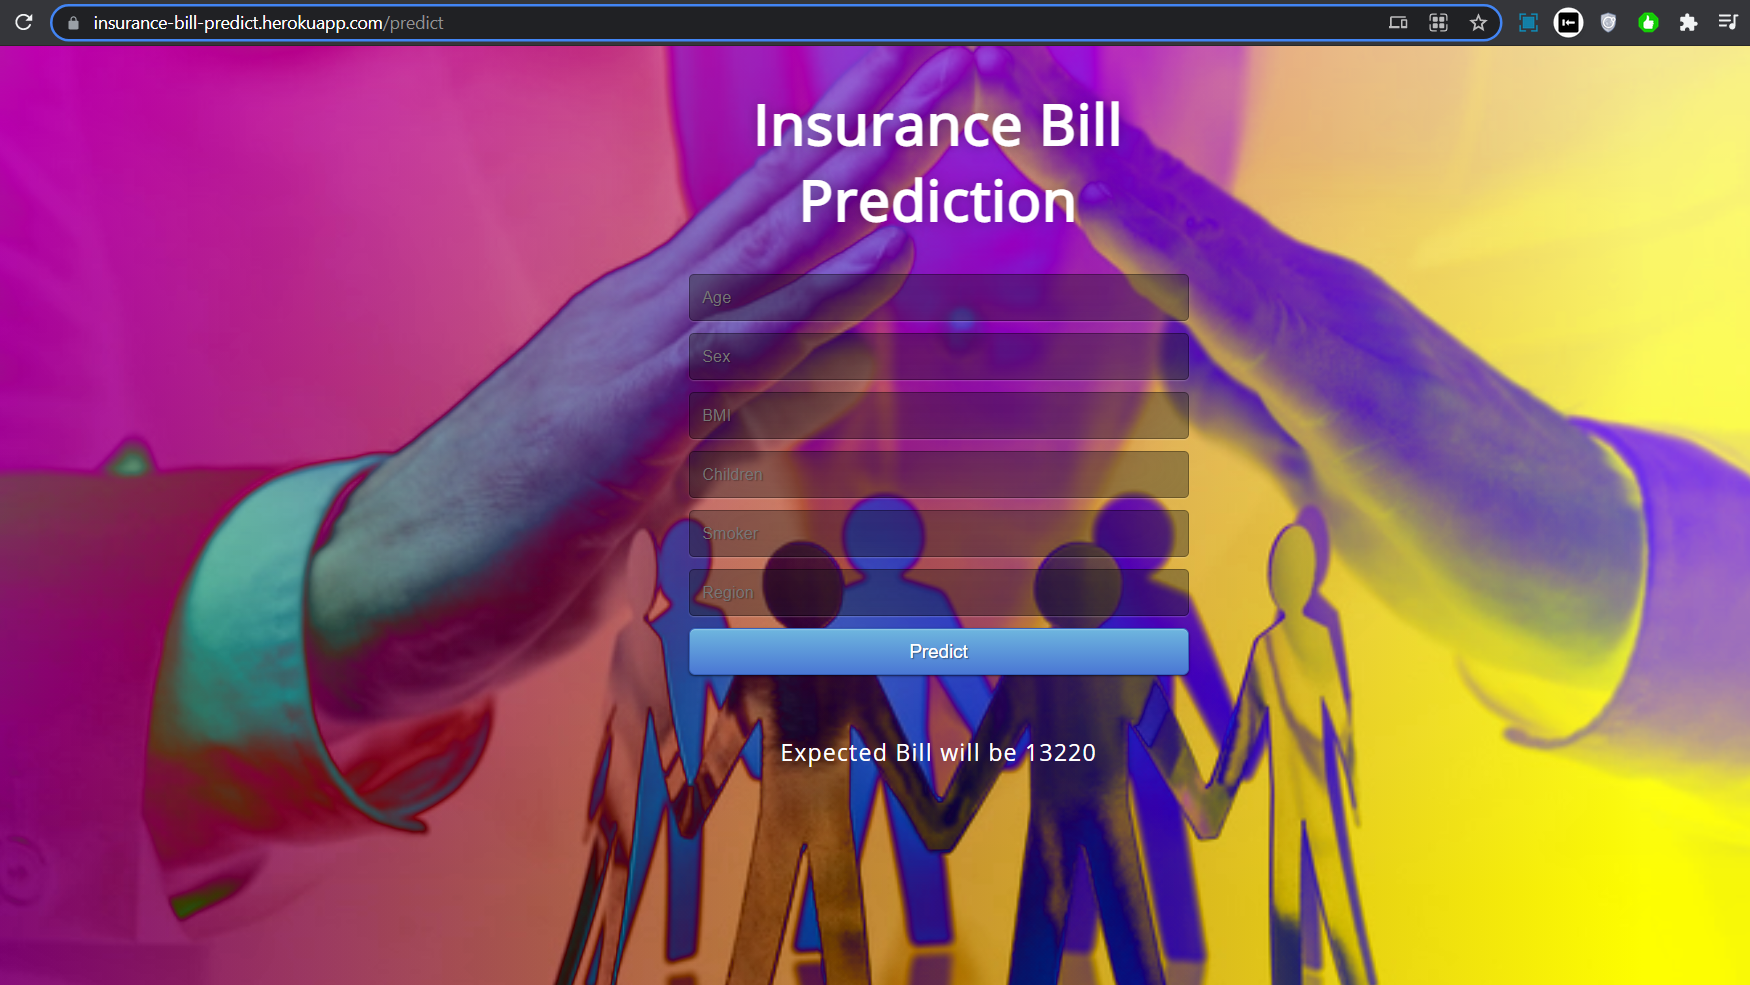 insurance-bill-predict.herokuapp.com/predict
Insurance Bill
Prediction
Age
Sex
BMI
Children
Smoker
Region
Predict
Expected Bill will be 13220